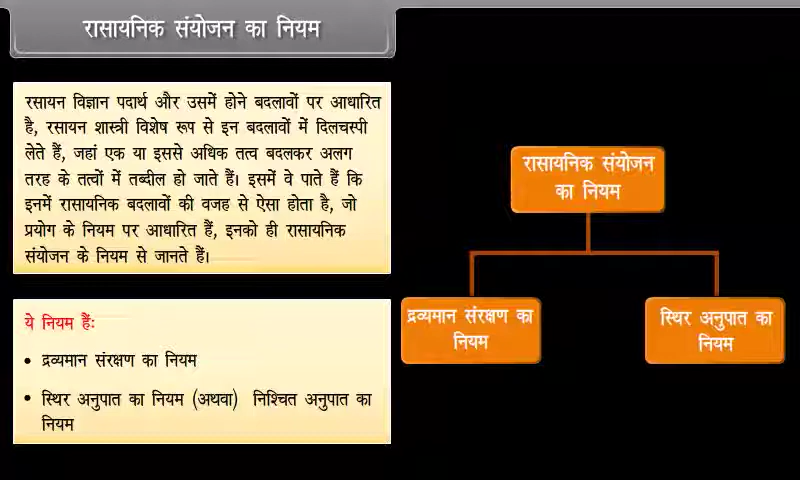 रासायनिक संयोजन का नियम
रसायन विज्ञान पदार्थ और उसमें होने बदलावों पर आधारित
है, रसायन शास्त्री विशेष रूप से इन बदलावों में दिलचस्पी
लेते हैं, जहां एक या इससे अधिक तत्व बदलकर अलग
तरह के तत्वों में तब्दील हो जाते हैं। इसमें वे पाते हैं कि
इनमें रासायनिक बदलावों की वजह से ऐसा होता है, जो
प्रयोग के नियम पर आधारित हैं, इनको ही रासायनिक
संयोजन के नियम से जानते हैं।
ये नियम हैंः
• द्रव्यमान संरक्षण का नियम
• स्थिर अनुपात का नियम (अथवा) निश्चित अनुपात का
नियम
रासायनिक संयोजन
का नियम
द्रव्यमान संरक्षण का
नियम
स्थिर अनुपात का
नियम